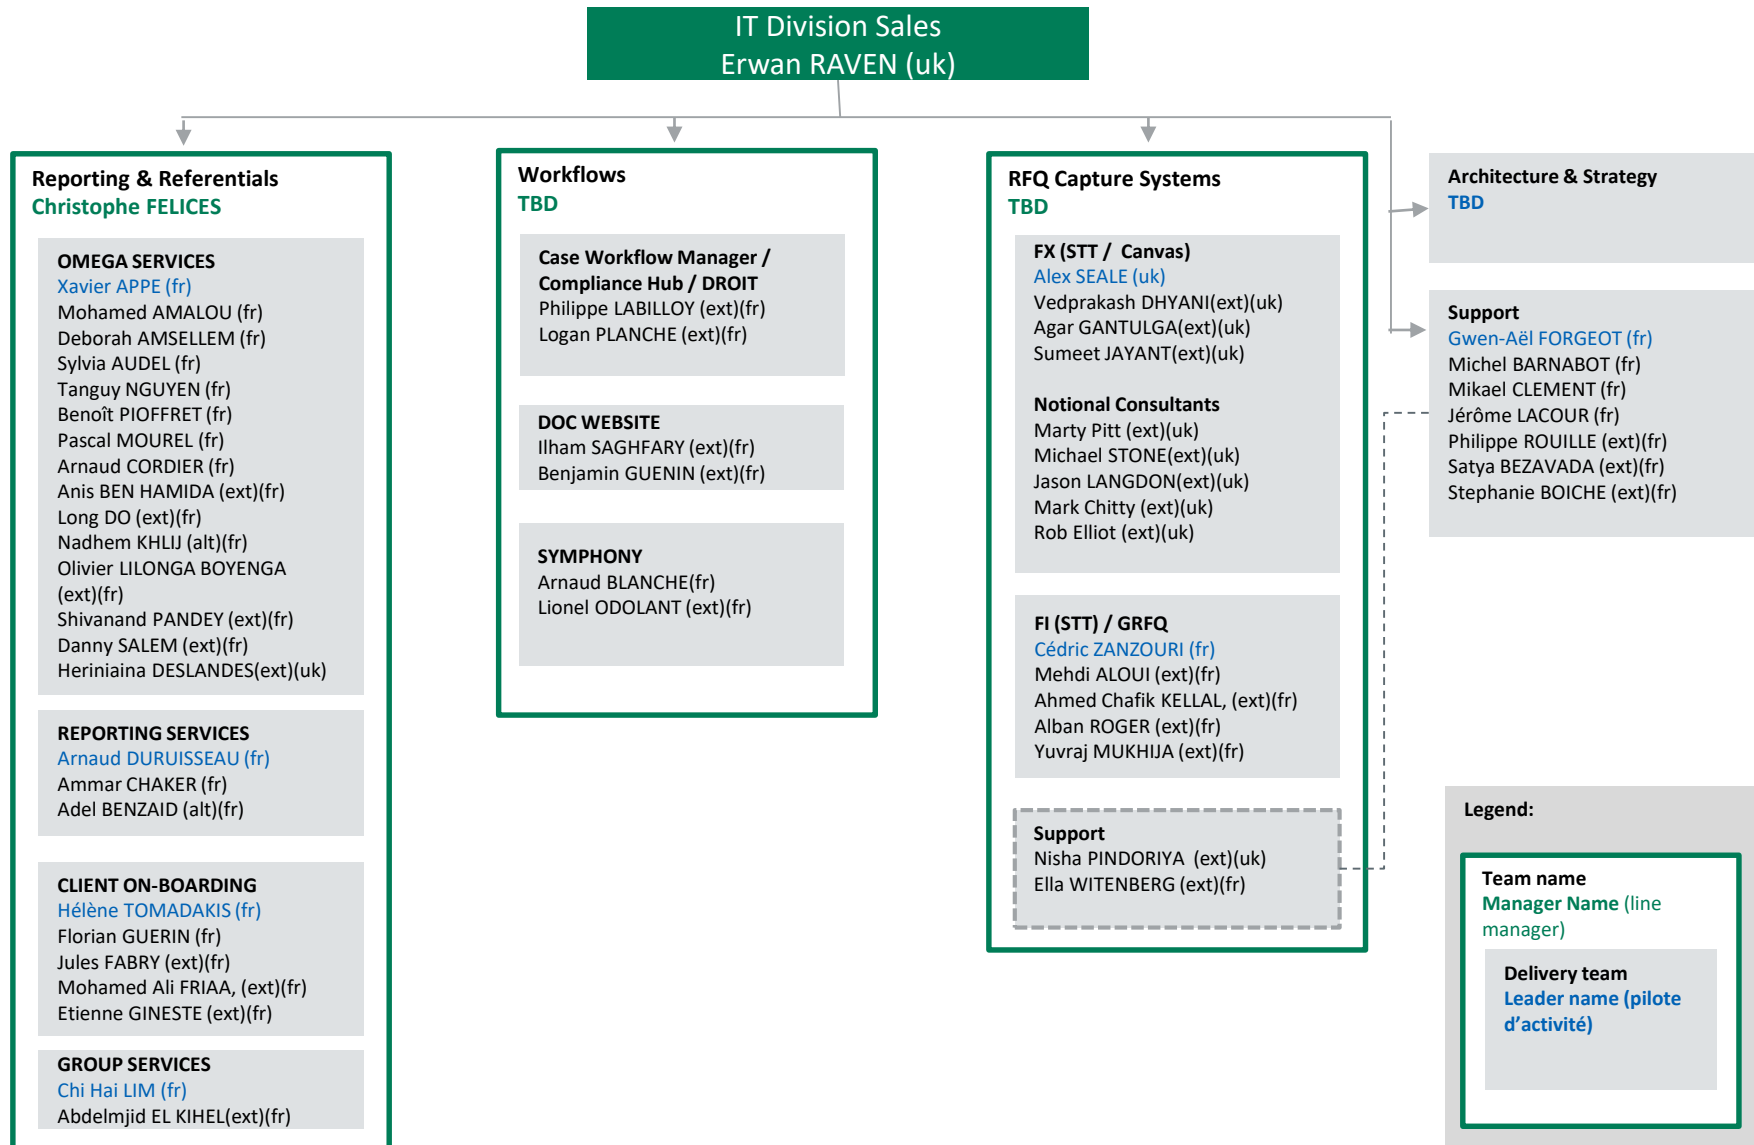 IT Division Sales
Erwan RAVEN (uk)
Reporting & Referentials
Christophe FELICES
OMEGA SERVICES
Xavier APPE (fr)
Mohamed AMALOU (fr)
Deborah AMSELLEM (fr)
Sylvia AUDEL (fr)
Tanguy NGUYEN (fr)
Benoît PIOFFRET (fr)
Pascal MOUREL (fr)
Arnaud CORDIER (fr)
Anis BEN HAMIDA (ext)(fr)
Long DO (ext)(fr)
Nadhem KHLIJ (alt)(fr)
Olivier LILONGA BOYENGA
(ext)(fr)
Shivanand PANDEY (ext)(fr)
Danny SALEM (ext)(fr)
Heriniaina DESLANDES(ext)(uk)
REPORTING SERVICES
Arnaud DURUISSEAU (fr)
Ammar CHAKER (fr)
Adel BENZAID (alt)(fr)
CLIENT ON-BOARDING
Hélène TOMADAKIS (fr)
Florian GUERIN (fr)
Jules FABRY (ext)(fr)
Mohamed Ali FRIAA, (ext)(fr)
Etienne GINESTE (ext)(fr)
GROUP SERVICES
Chi Hai LIM (fr)
Abdelmjid EL KIHEL(ext)(fr)
Workflows
TBD
Case Workflow Manager /
Compliance Hub / DROIT
Philippe LABILLOY (ext)(fr)
Logan PLANCHE (ext)(fr)
DOC WEBSITE
Ilham SAGHFARY (ext)(fr)
Benjamin GUENIN (ext)(fr)
SYMPHONY
Arnaud BLANCHE(fr)
Lionel ODOLANT (ext)(fr)
RFQ Capture Systems
TBD
FX (STT / Canvas)
Alex SEALE (uk)
Vedprakash DHYANI(ext)(uk)
Agar GANTULGA(ext)(uk)
Sumeet JAYANT(ext)(uk)
Notional Consultants
Marty Pitt (ext)(uk)
Michael STONE(ext)(uk)
Jason LANGDON(ext)(uk)
Mark Chitty (ext)(uk)
Rob Elliot (ext)(uk)
FI (STT) / GRFQ
Cédric ZANZOURI (fr)
Mehdi ALOUI (ext)(fr)
Ahmed Chafik KELLAL, (ext)(fr)
Alban ROGER (ext)(fr)
Yuvraj MUKHIJA (ext)(fr)
Support
Nisha PINDORIYA (ext)(uk)
Ella WITENBERG (ext)(fr)
Architecture & Strategy
TBD
Support
Gwen-Aël FORGEOT (fr)
Michel BARNABOT (fr)
Mikael CLEMENT (fr)
Jérôme LACOUR (fr)
Philippe ROUILLE (ext)(fr)
Satya BEZAVADA (ext)(fr)
Stephanie BOICHE (ext)(fr)
Legend:
Team name
Manager Name (line
manager)
Delivery team
Leader name (pilote
d’activité)